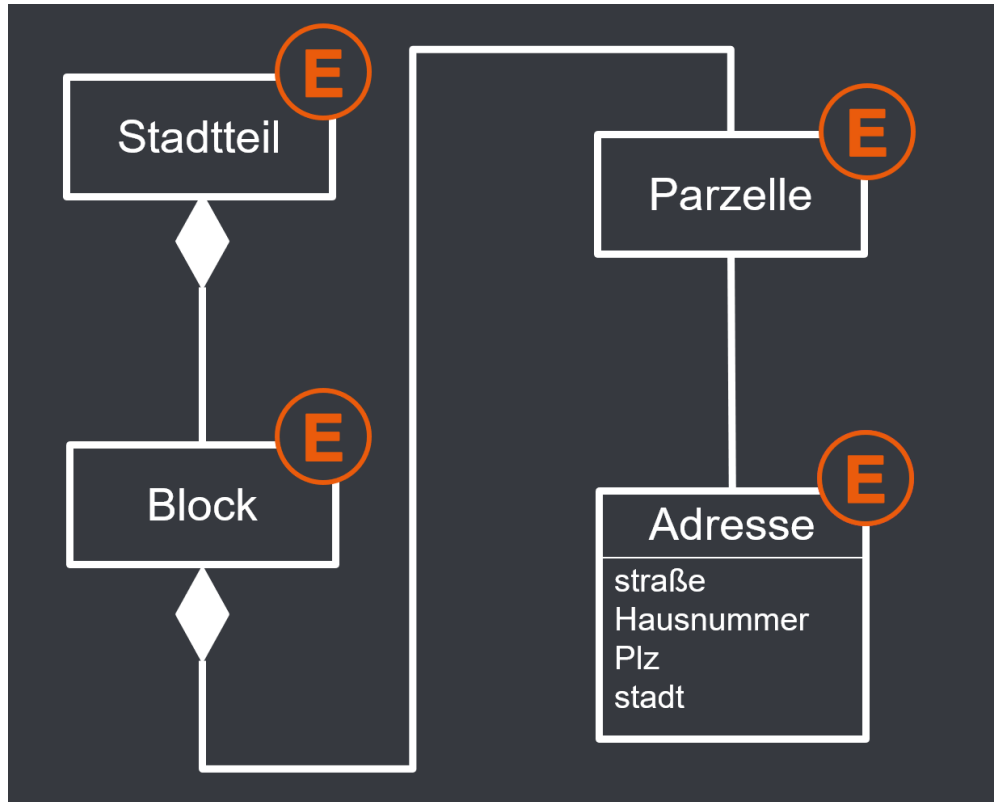 E
Stadtteil
E
Block
E
Parzelle
E
Adresse
straße
Hausnummer
Plz
stadt